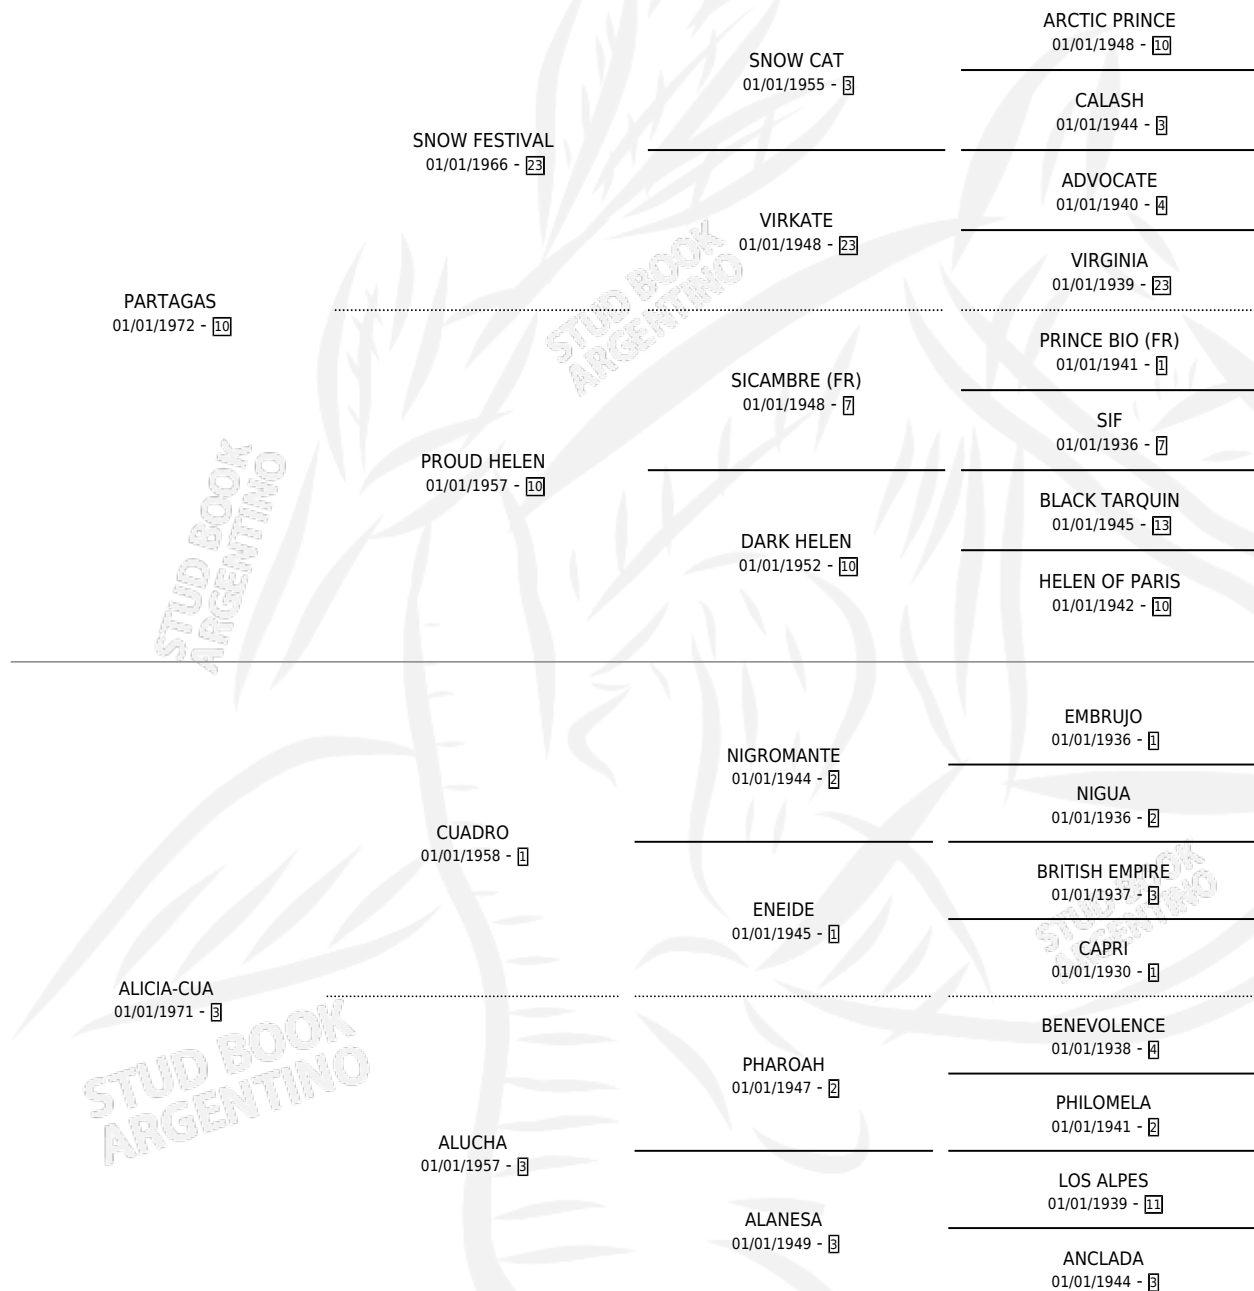 ARCTIC PRINCE
01/01/1948 - 10
SNOW CAT
01/01/1955 - 3
CALASH
01/01/1944 - 3
SNOW FESTIVAL
01/01/1966 - 23
ADVOCATE
01/01/1940 - 4
VIRKATE
01/01/1948 - 23
VIRGINIA
01/01/1939 - 23
PARTAGAS
01/01/1972 - 10
PRINCE BIO (FR)
01/01/1941 - 1
SICAMBRE (FR)
01/01/1948 - 7
SIF
01/01/1936 - 7
PROUD HELEN
01/01/1957 - 10
BLACK TARQUIN
01/01/1945 - 13
DARK HELEN
01/01/1952 - 10
HELEN OF PARIS
01/01/1942 - 10
STUD BOOK
ARGENTINO
STUD BOOK
ARGENTINO
EMBRUJO
01/01/1936 - 1
NIGROMANTE
01/01/1944 - 2
NIGUA
01/01/1936 - 2
CUADRO
01/01/1958 - 1
BRITISH EMPIRE
01/01/1937 - 3
ENEIDE
01/01/1945 - 1
CAPRI
01/01/1930 - 1
ALICIA-CUA
01/01/1971 - 3
BENEVOLENCE
01/01/1938 - 4
PHAROAH
01/01/1947 - 2
PHILOMELA
01/01/1941 - 2
ALUCHA
01/01/1957 - 3
LOS ALPES
01/01/1939 - 11
ALANESA
01/01/1949 - 3
ANCLADA
01/01/1944 - 3
STUD BOOK
ARGENTINO
STUD BOOK
ARGENTINO